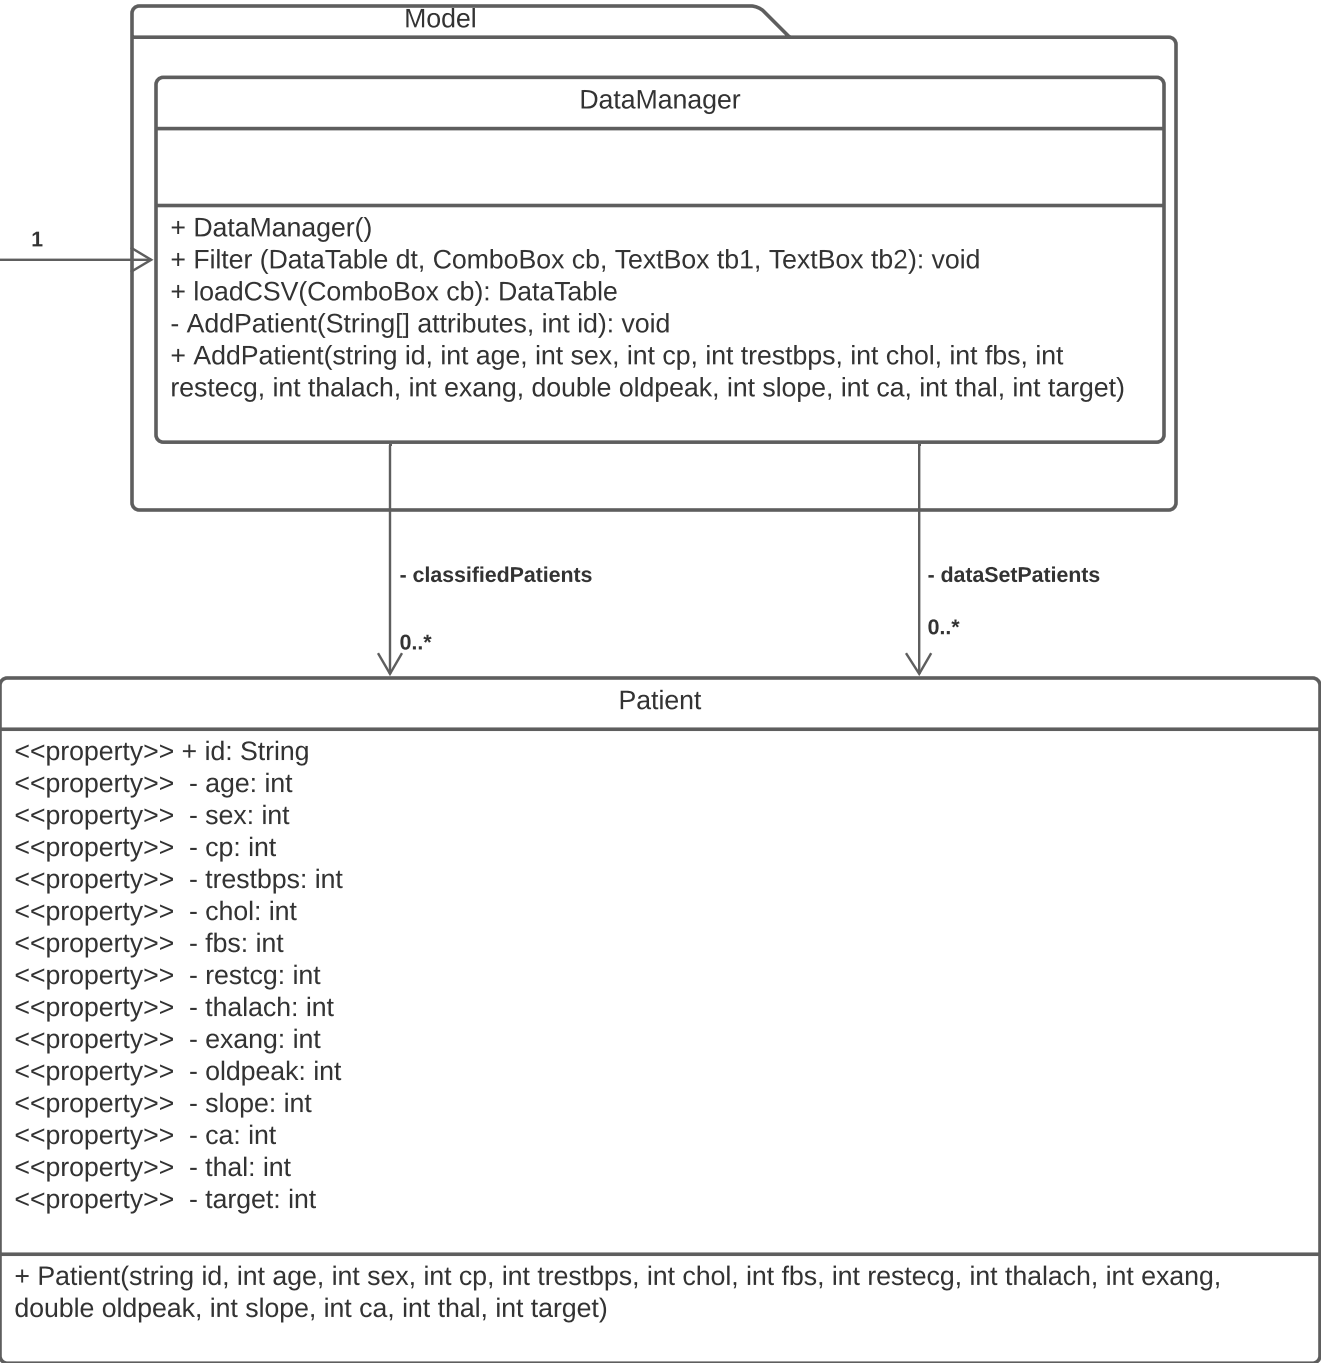 Model
DataManager
+ DataManager()
+ Filter (DataTable dt, ComboBox cb, TextBox tb1, TextBox tb2): void
+ loadCSV(ComboBox cb): DataTable
- AddPatient(String[] attributes, int id): void
+ AddPatient(string id, int age, int sex, int cp, int trestbps, int chol, int fbs, int
restecg, int thalach, int exang, double oldpeak, int slope, int ca, int thal, int target)
1
- classifiedPatients
- dataSetPatients
0..*
0..*
Patient
<<property>> + id: String
<<property>>  - age: int
<<property>>  - sex: int
<<property>>  - cp: int
<<property>>  - trestbps: int
<<property>>  - chol: int
<<property>>  - fbs: int
<<property>>  - restcg: int
<<property>>  - thalach: int
<<property>>  - exang: int
<<property>>  - oldpeak: int
<<property>>  - slope: int
<<property>>  - ca: int
<<property>>  - thal: int
<<property>>  - target: int
+ Patient(string id, int age, int sex, int cp, int trestbps, int chol, int fbs, int restecg, int thalach, int exang,
double oldpeak, int slope, int ca, int thal, int target)